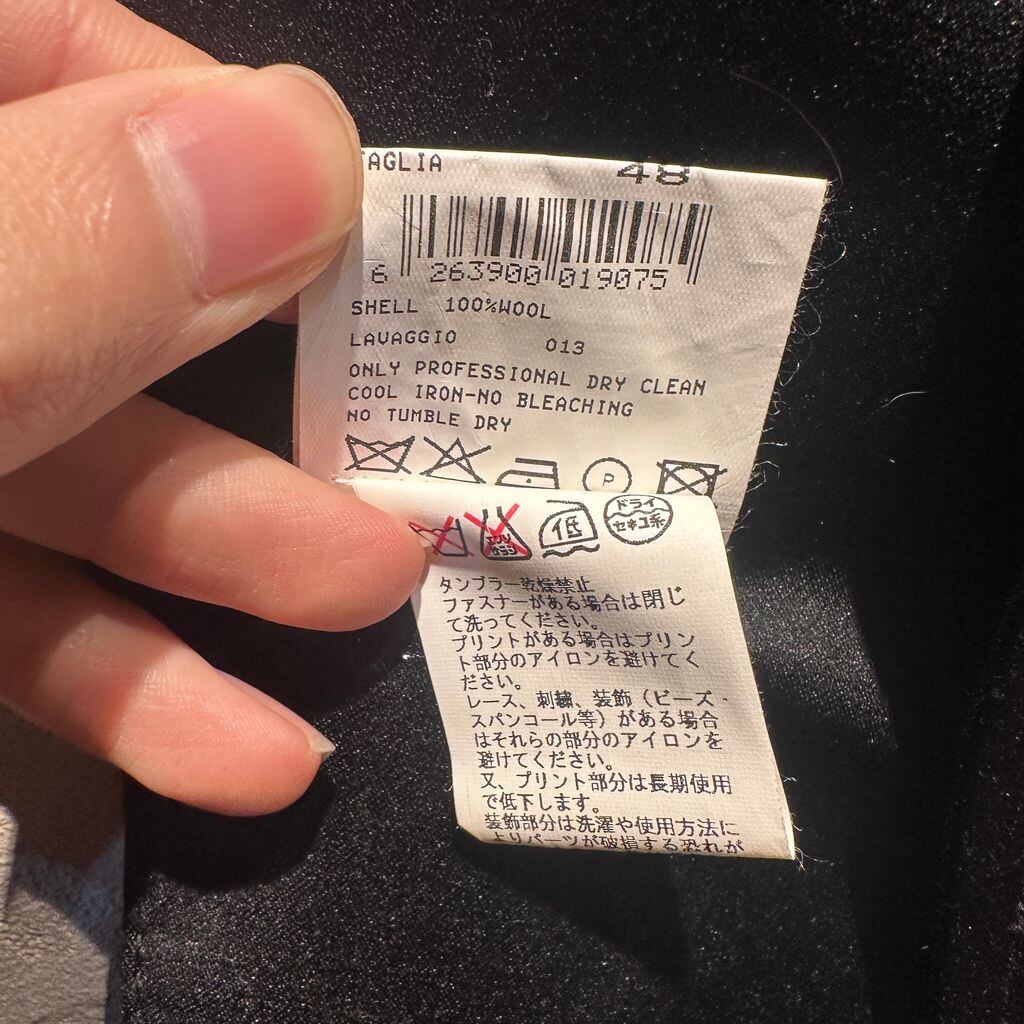 TAGLIA 48
6 263900 019075
SHELL 100%WOOL
LAVAGGIO 013
ONLY PROFESSIONAL DRY CLEAN
COOL IRON-NO BLEACHING
NO TUMBLE DRY
P
エンソ サラシ
低
ドライ
セキユ系
タンブラー乾燥禁止
ファスナーがある場合は閉じ
て洗ってください。
プリントがある場合はプリン
ト部分のアイロンを避けてく
ださい。
レース、刺繍、装飾（ビーズ・
スパンコール等）がある場合
はそれらの部分のアイロンを
避けてください。
又、プリント部分は長期使用
で低下します。
装飾部分は洗濯や使用方法に
よりパーツが破損する恐れが